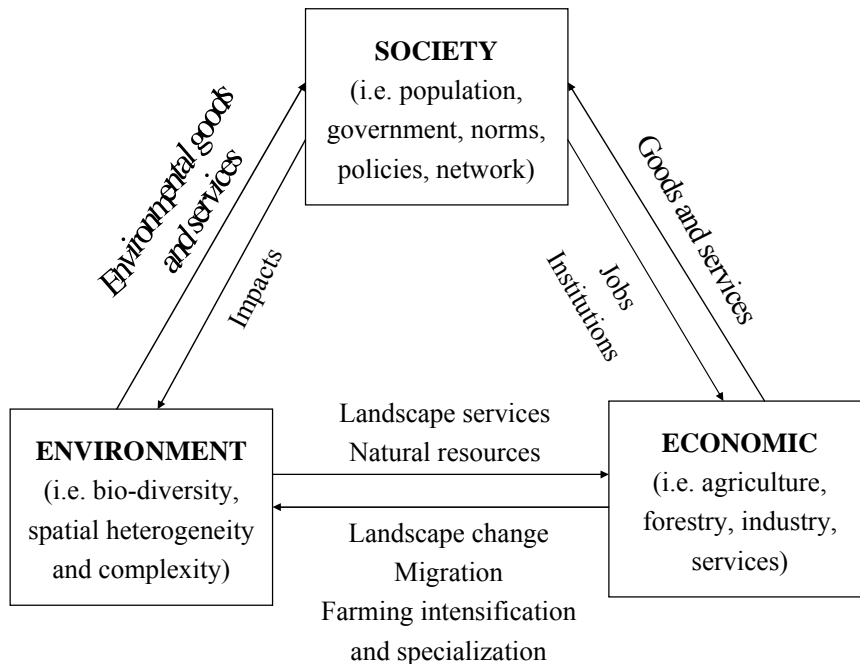 SOCIETY
(i.e. population,
government, norms,
policies, network)
Environmental goods
and services
Impacts
Goods and services
Jobs
Institutions
ENVIRONMENT
(i.e. bio-diversity,
spatial heterogeneity
and complexity)
Landscape services
Natural resources
Landscape change
Migration
Farming intensification
and specialization
ECONOMIC
(i.e. agriculture,
forestry, industry,
services)